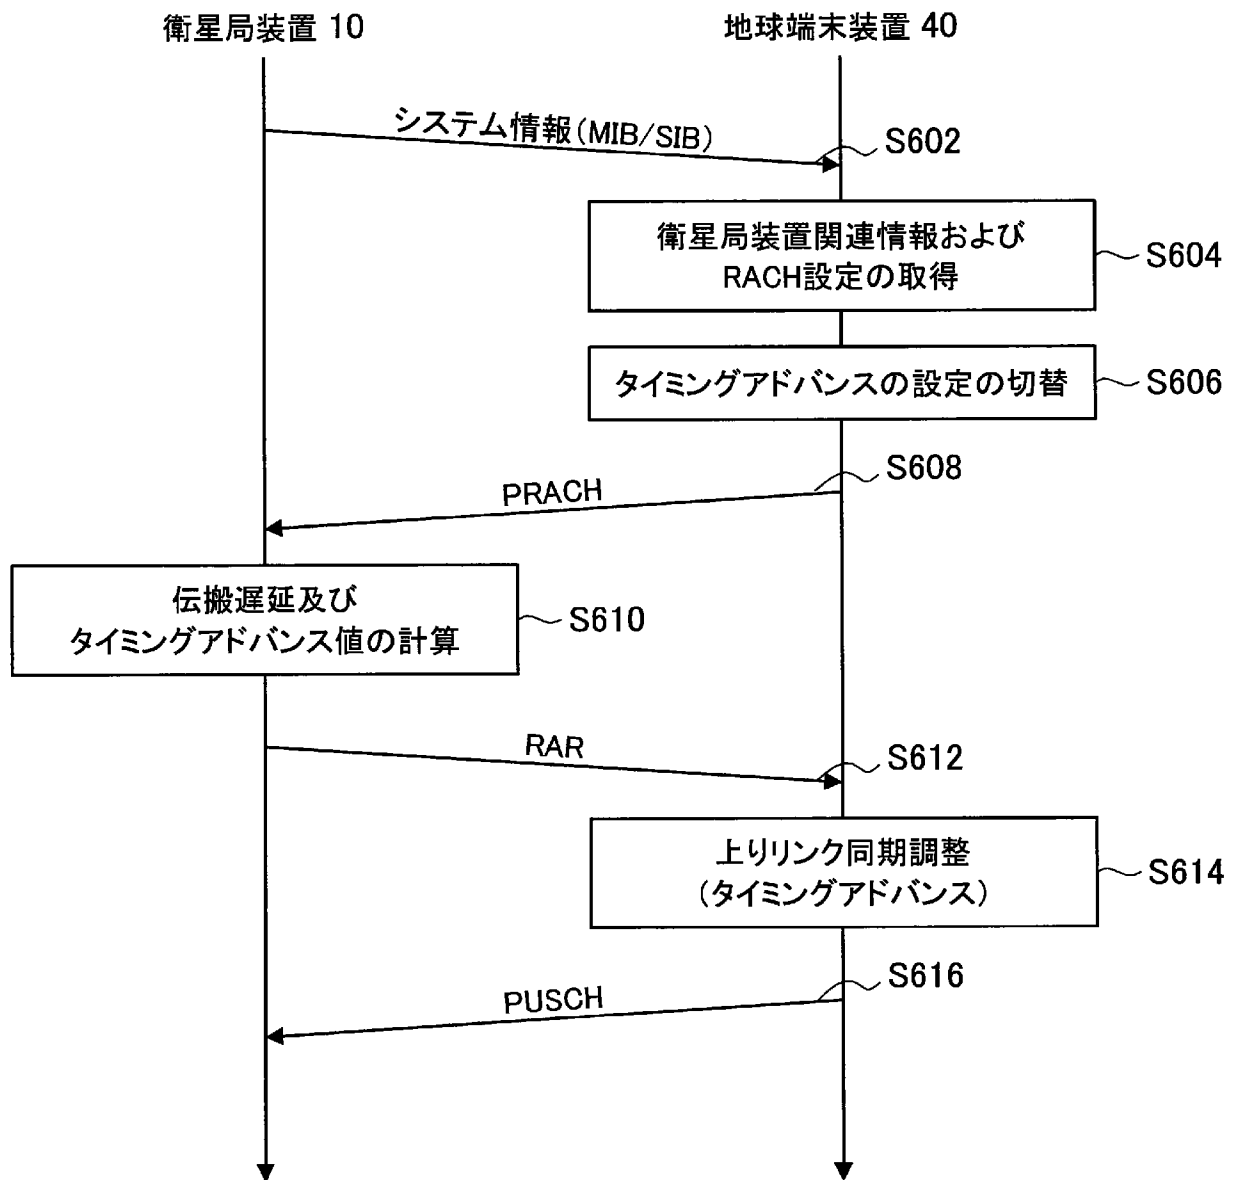 衛星局装置 10
地球端末装置 40
システム情報(MIB/SIB)
S602
衛星局装置関連情報および
RACH設定の取得
S604
タイミングアドバンスの設定の切替
S606
S608
PRACH
伝搬遅延及び
タイミングアドバンス値の計算
S610
RAR
S612
上りリンク同期調整
(タイミングアドバンス)
S614
S616
PUSCH